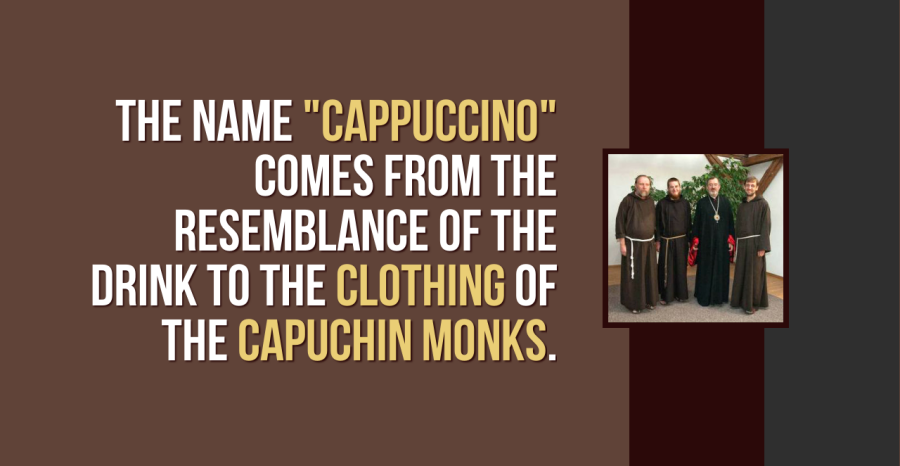 THE NAME "CAPPUCCINO"
COMES FROM THE
RESEMBLANCE OF THE
DRINK TO THE CLOTHING OF
THE CAPUCHIN MONKS.